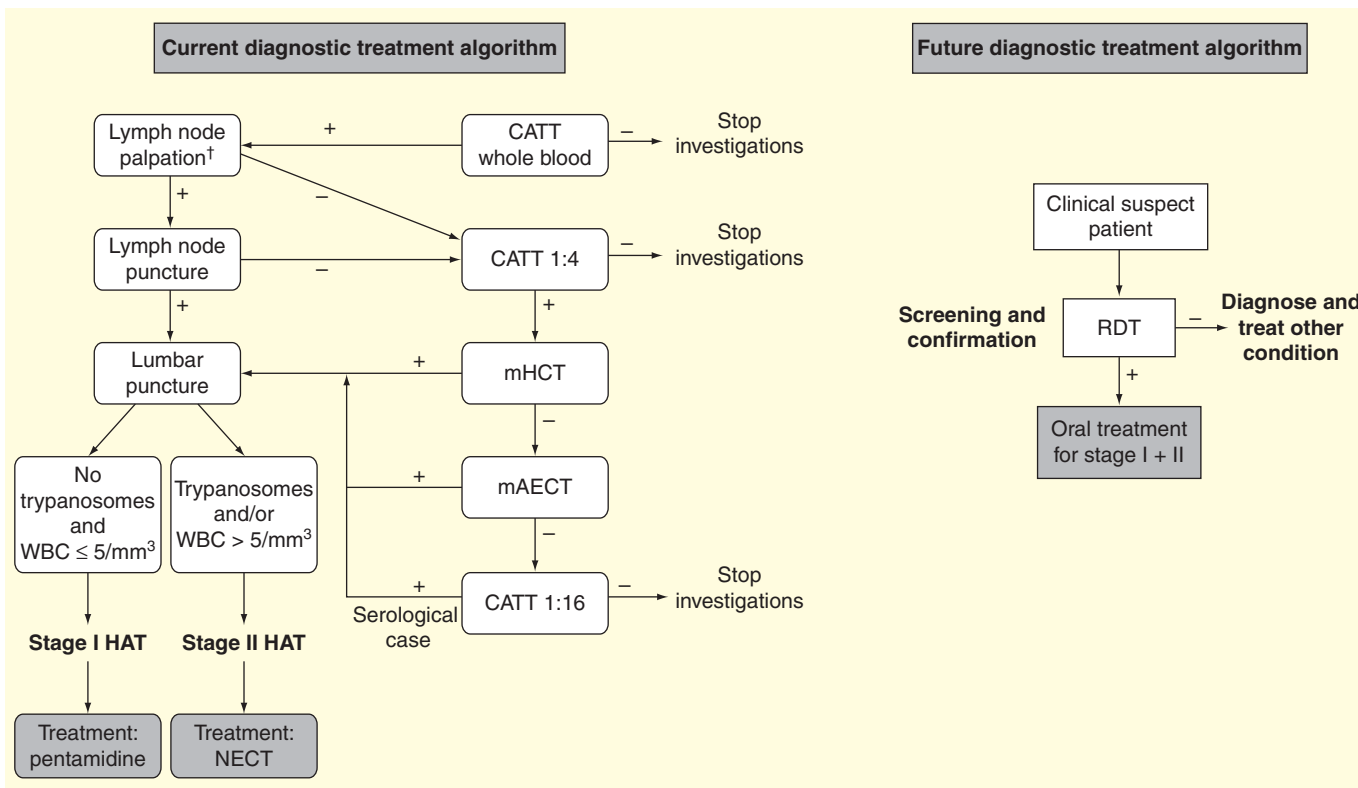 Current diagnostic treatment algorithm
Lymph node
palpation†
+
CATT
whole blood
–
Stop
investigations
+
–
Lymph node
puncture
–
CATT 1:4
–
Stop
investigations
+
+
Lumbar
puncture
+
mHCT
–
No
trypanosomes
and
WBC ≤ 5/mm³
Trypanosomes
and/or
WBC > 5/mm³
+
mAECT
–
+
Serological
case
CATT 1:16
–
Stop
investigations
Stage I HAT
Stage II HAT
Treatment:
pentamidine
Treatment:
NECT
Future diagnostic treatment algorithm
Clinical suspect
patient
Screening and
confirmation
RDT
–
Diagnose and
treat other
condition
+
Oral treatment
for stage I + II